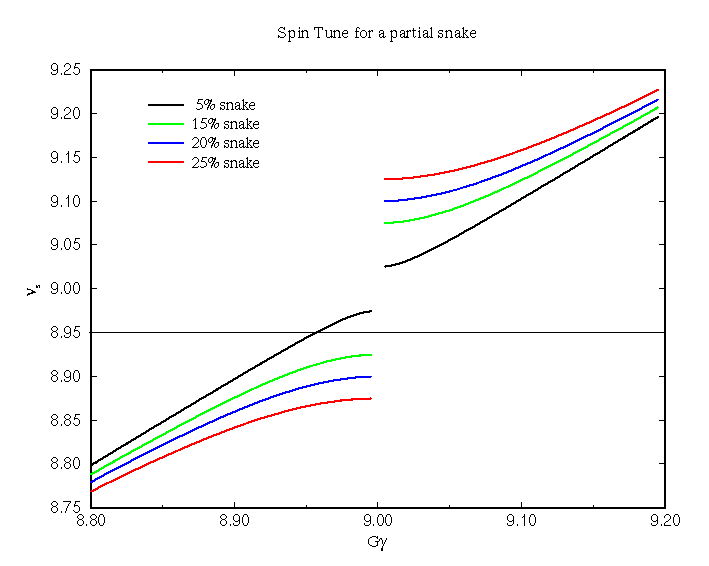 Spin Tune for a partial snake
9.25
9.20
9.15
9.10
9.05
9.00
8.95
8.90
8.85
8.80
8.75
νs
5% snake
15% snake
20% snake
25% snake
8.80
8.90
9.00
9.10
9.20
Gγ